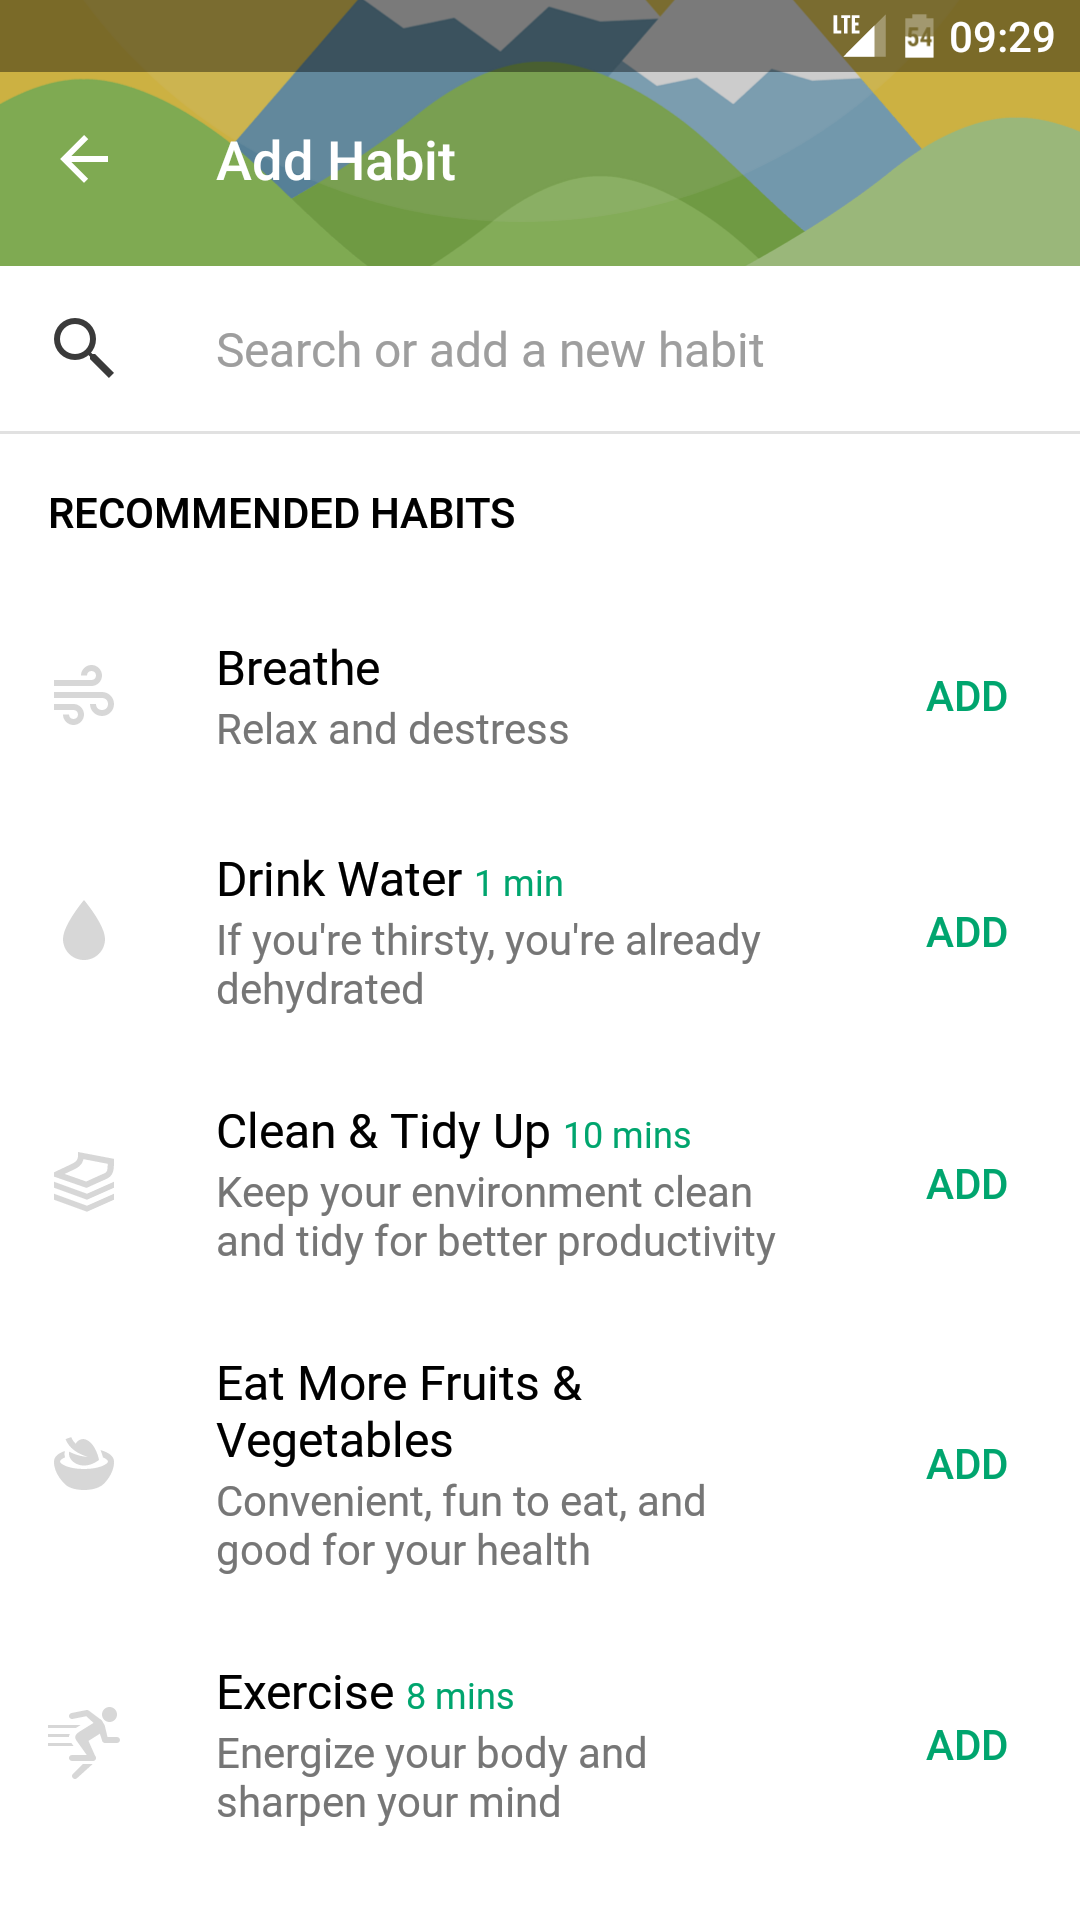 LTE 54 09:29
Add Habit
Search or add a new habit
RECOMMENDED HABITS
Breathe
Relax and destress
ADD
Drink Water 1 min
If you're thirsty, you're already
dehydrated
ADD
Clean & Tidy Up 10 mins
Keep your environment clean
and tidy for better productivity
ADD
Eat More Fruits &
Vegetables
Convenient, fun to eat, and
good for your health
ADD
Exercise 8 mins
Energize your body and
sharpen your mind
ADD